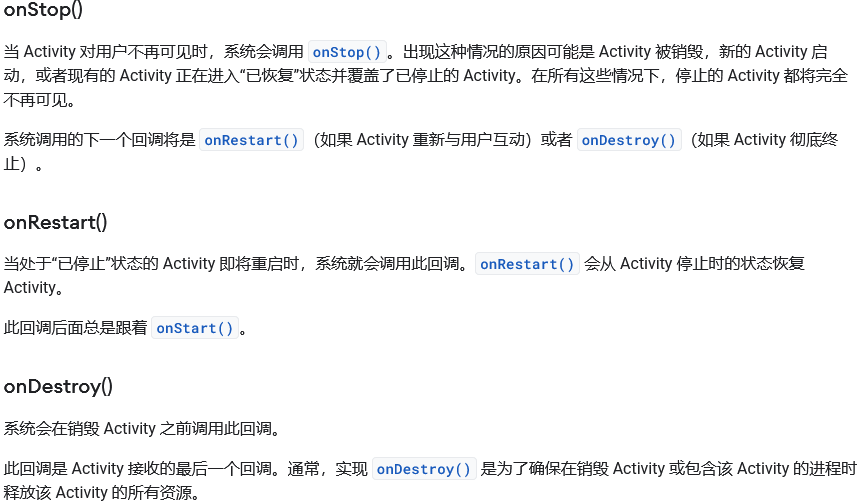 onStop()
当 Activity 对用户不再可见时，系统会调用 onStop()。出现这种情况的原因可能是 Activity 被销毁，新的 Activity 启
动，或者现有的 Activity 正在进入“已恢复”状态并覆盖了已停止的 Activity。在所有这些情况下，停止的 Activity 都将完全
不再可见。
系统调用的下一个回调将是 onRestart()（如果 Activity 重新与用户互动）或者 onDestroy()（如果 Activity 彻底终
止）。
onRestart()
当处于“已停止”状态的 Activity 即将重启时，系统就会调用此回调。onRestart() 会从 Activity 停止时的状态恢复
Activity。
此回调后面总是跟着 onStart()。
onDestroy()
系统会在销毁 Activity 之前调用此回调。
此回调是 Activity 接收的最后一个回调。通常，实现 onDestroy() 是为了确保在销毁 Activity 或包含该 Activity 的进程时
释放该 Activity 的所有资源。